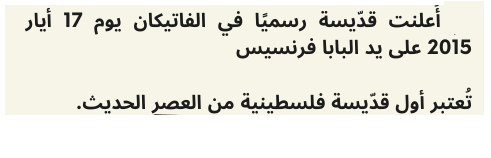 أُعلنت قدّيسة رسميًا في الفاتيكان يوم 17 أيار
2015 على يد البابا فرنسيس
تُعتبر أول قدّيسة فلسطينية من العصر الحديث.